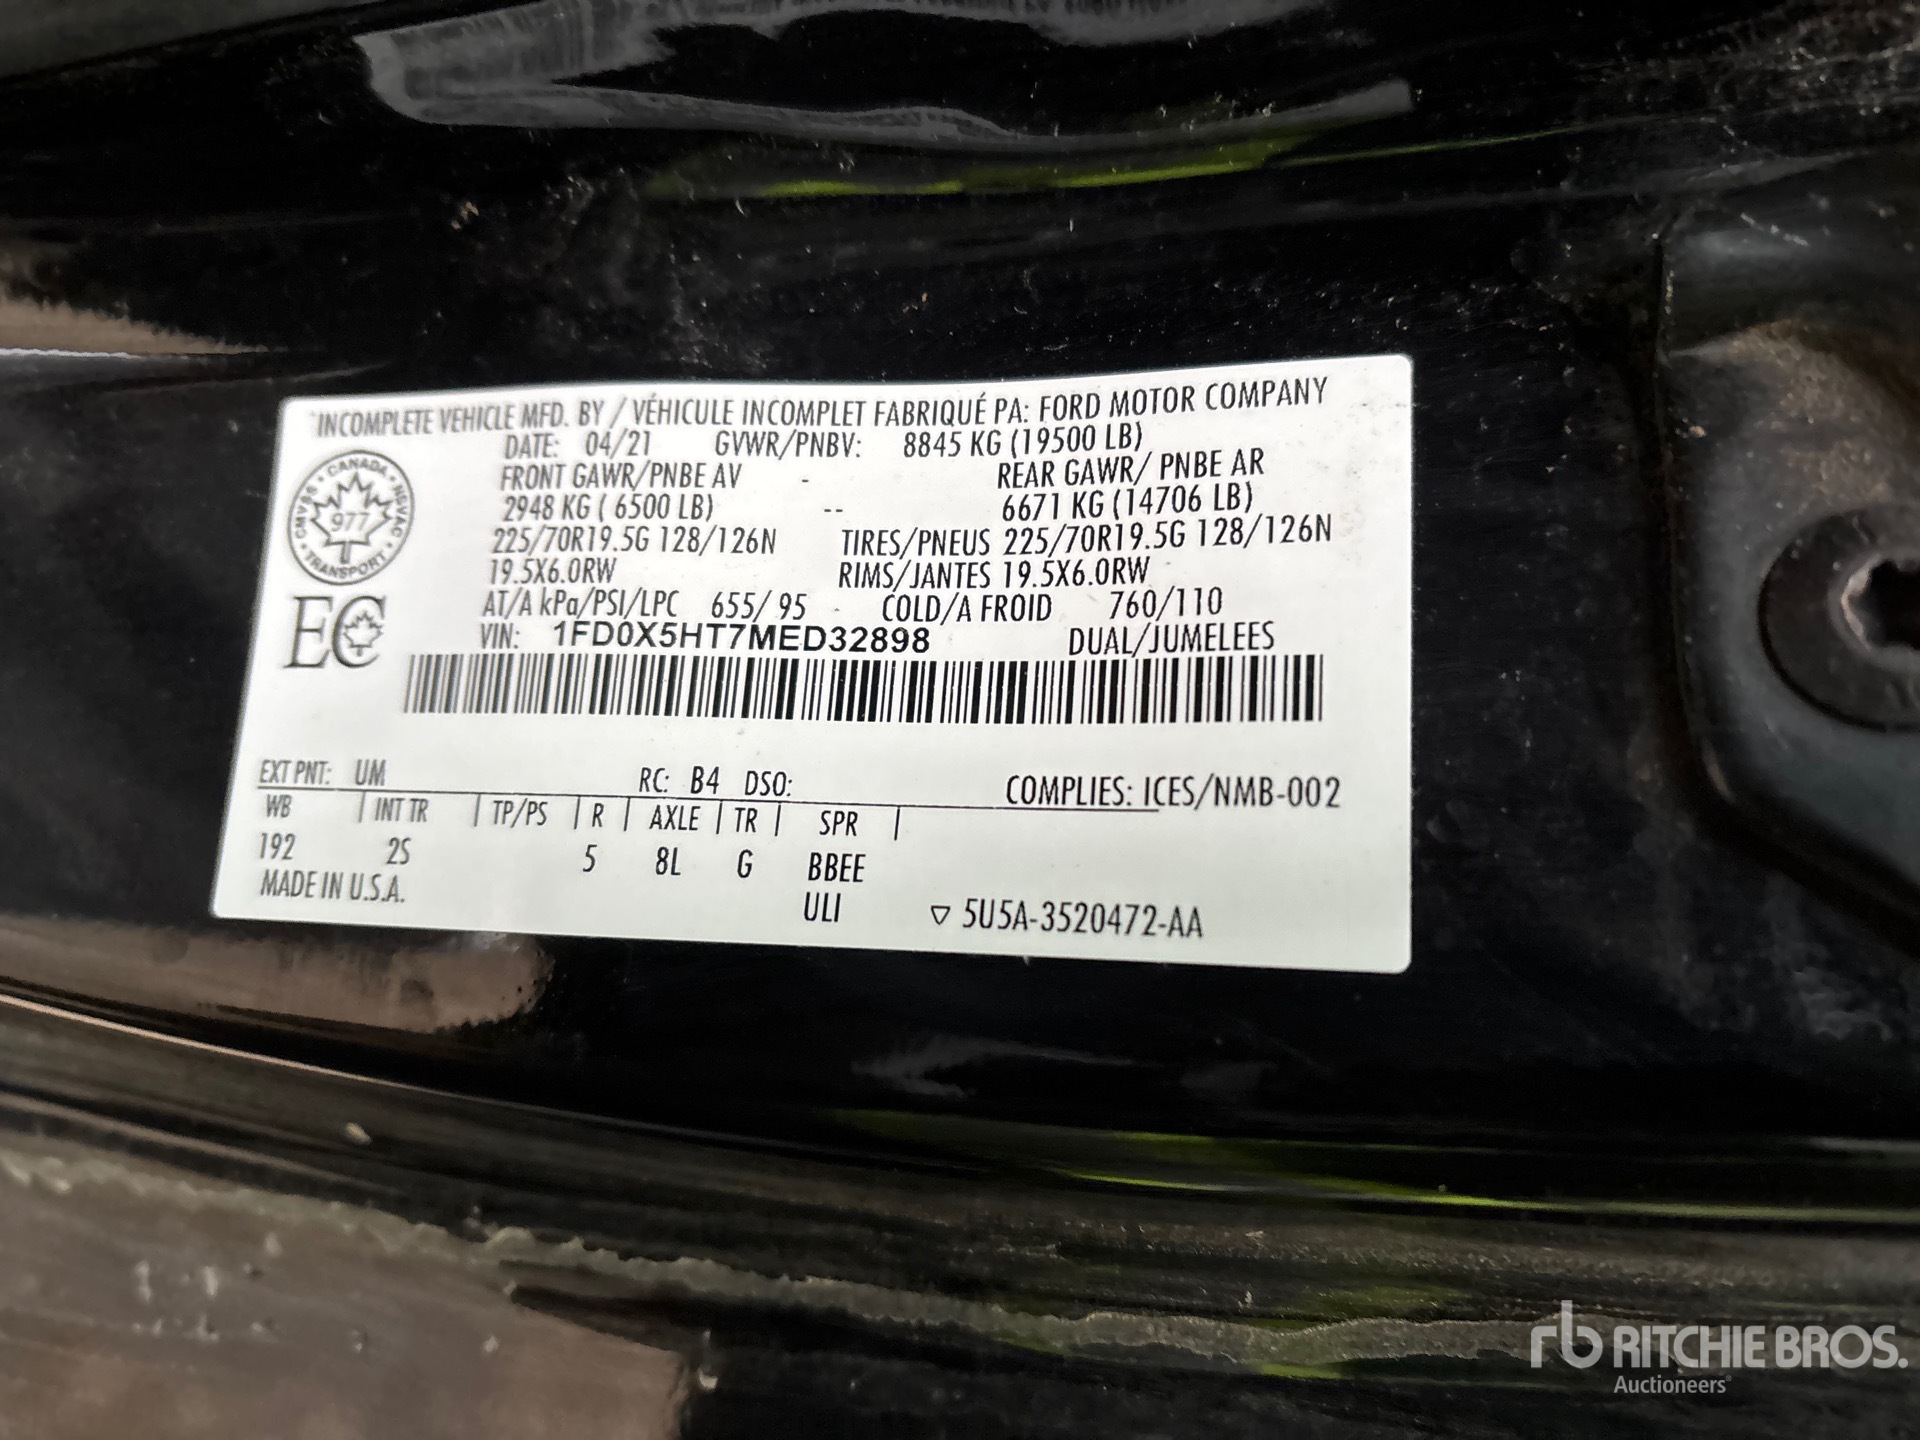 INCOMPLETE VEHICLE MFD. BY / VÉHICULE INCOMPLET FABRIQUÉ PA: FORD MOTOR COMPANY
DATE: 04/21 GVWR/PNBV: 8845 KG (19500 LB)
FRONT GAWR/PNBE AV - REAR GAWR/ PNBE AR
2948 KG ( 6500 LB) -- 6671 KG (14706 LB)
225/70R19.5G 128/126N TIRES/PNEUS 225/70R19.5G 128/126N
19.5X6.0RW RIMS/JANTES 19.5X6.0RW
AT/A kPa/PSI/LPC 655/ 95 - COLD/A FROID 760/110
VIN: 1FD0X5HT7MED32898 DUAL/JUMELEES
CANADA
CMVSS NSVAC
977
TRANSPORT
EC
EXT PNT: UM RC: B4 DSO: COMPLIES: ICES/NMB-002
WB | INT TR | TP/PS | R | AXLE | TR | SPR |
192 2S 5 8L G BBEE
MADE IN U.S.A. ULI ▽ 5U5A-3520472-AA
rb RITCHIE BROS.
Auctioneers